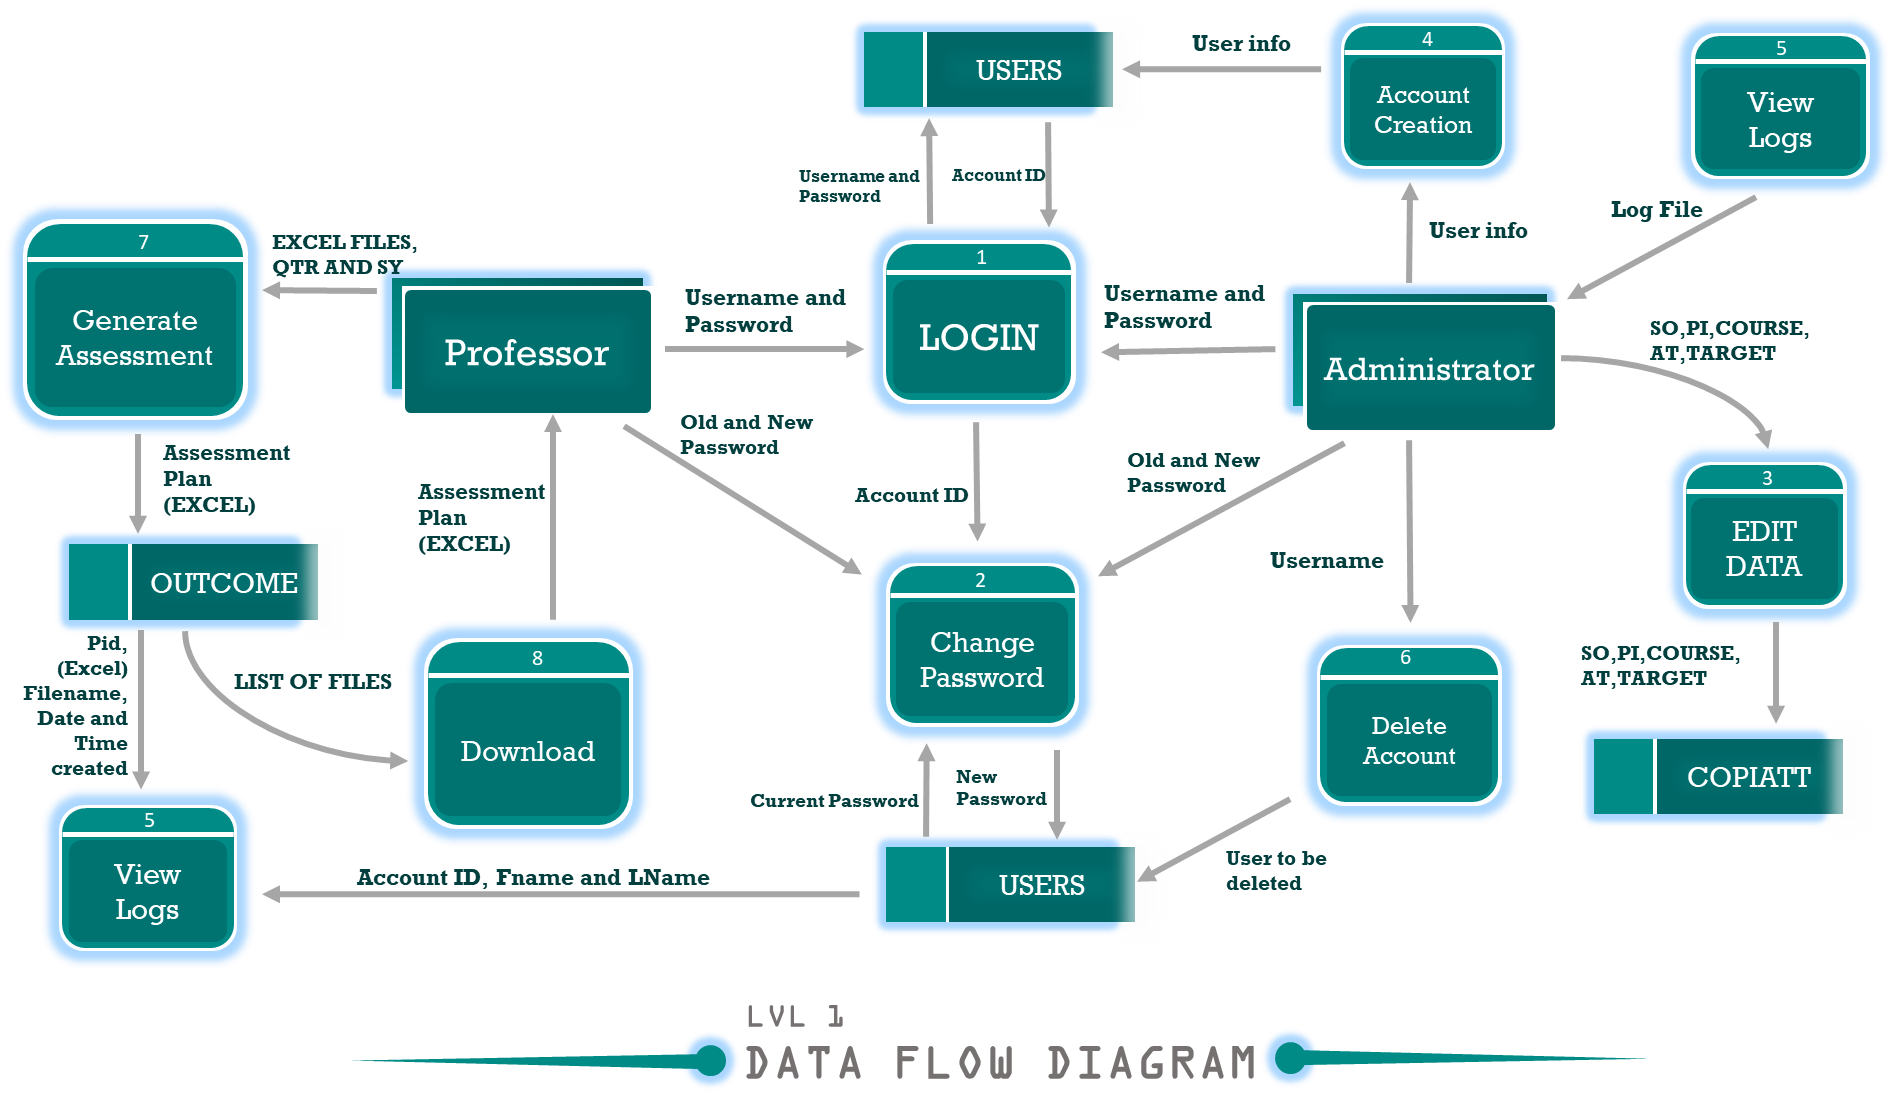 USERS
User info
4
Account
Creation
5
View
Logs
Username and
Password
Account ID
Log File
User info
7
Generate
Assessment
EXCEL FILES,
QTR AND SY
Professor
Username and
Password
1
LOGIN
Username and
Password
Administrator
SO,PI,COURSE,
AT,TARGET
Assessment
Plan
(EXCEL)
Assessment
Plan
(EXCEL)
Old and New
Password
Account ID
Old and New
Password
Username
3
EDIT
DATA
OUTCOME
Pid,
(Excel)
Filename,
Date and
Time
created
LIST OF FILES
8
Download
2
Change
Password
6
Delete
Account
SO,PI,COURSE,
AT,TARGET
COPIATT
Current Password
New
Password
5
View
Logs
Account ID, Fname and LName
USERS
User to be
deleted
LVL 1
DATA FLOW DIAGRAM